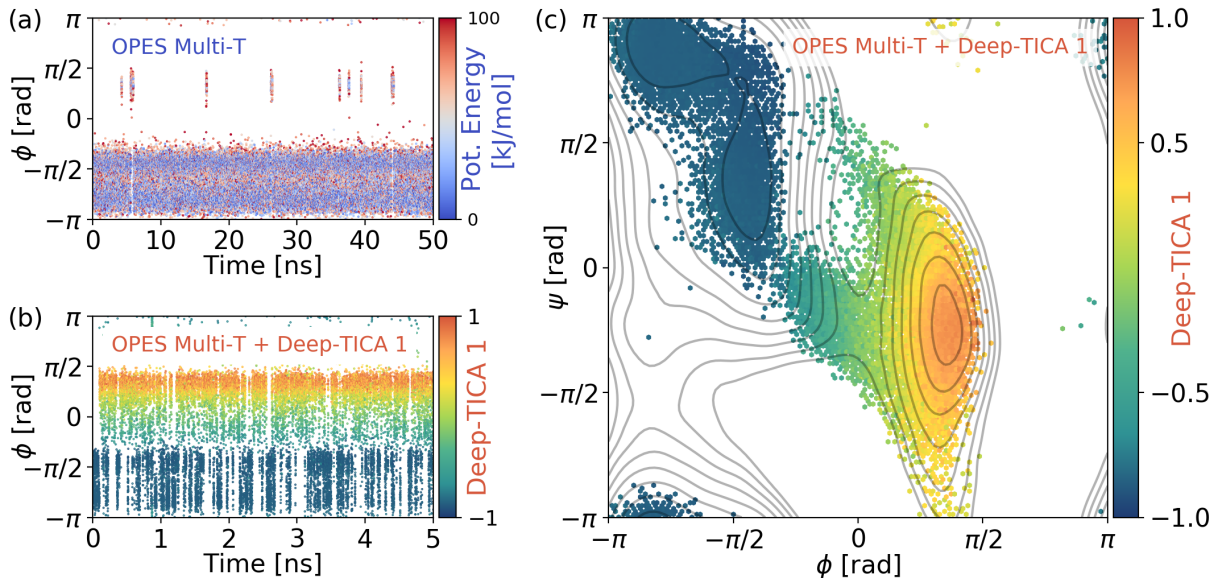 (a)
π
π/2
0
−π/2
−π
ϕ [rad]
OPES Multi-T
0 10 20 30 40 50
Time [ns]
100
0
Pot. Energy
[kJ/mol]
(b)
π
π/2
0
−π/2
−π
ϕ [rad]
OPES Multi-T + Deep-TICA 1
0 1 2 3 4 5
Time [ns]
1
−1
Deep-TICA 1
(c)
π
π/2
0
−π/2
−π
ψ [rad]
OPES Multi-T + Deep-TICA 1
−π −π/2 0 π/2 π
ϕ [rad]
1.0
0.5
0.0
−0.5
−1.0
Deep-TICA 1